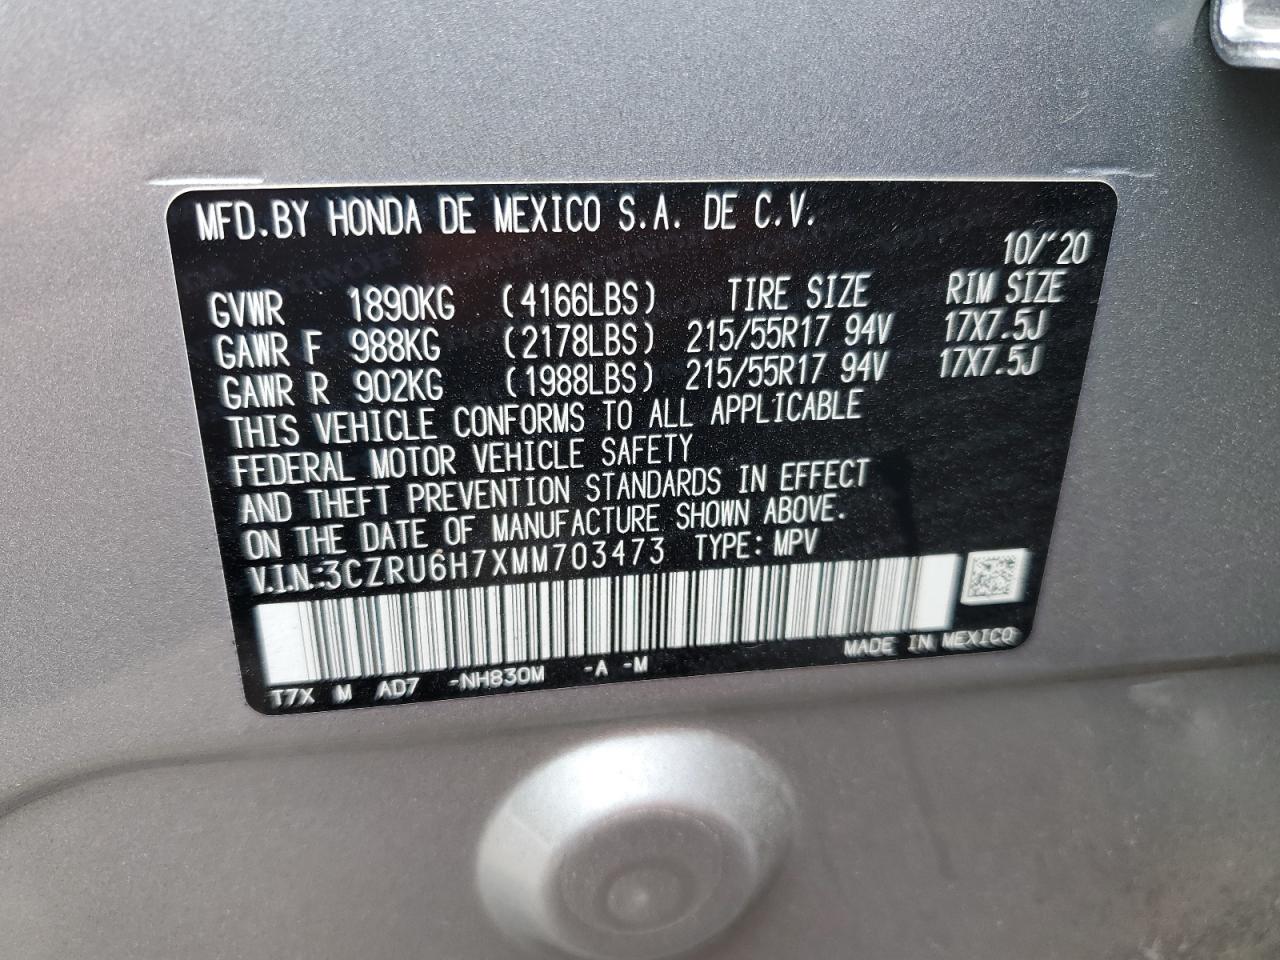 MFD.BY HONDA DE MEXICO S.A. DE C.V.
10/'20
GVWR 1890KG (4166LBS) TIRE SIZE RIM SIZE
GAWR F 988KG (2178LBS) 215/55R17 94V 17X7.5J
GAWR R 902KG (1988LBS) 215/55R17 94V 17X7.5J
THIS VEHICLE CONFORMS TO ALL APPLICABLE
FEDERAL MOTOR VEHICLE SAFETY
AND THEFT PREVENTION STANDARDS IN EFFECT
ON THE DATE OF MANUFACTURE SHOWN ABOVE.
V.I.N:3CZRU6H7XMM703473 TYPE: MPV
MADE IN MEXICO
T7X M AD7 -NH830M -A -M